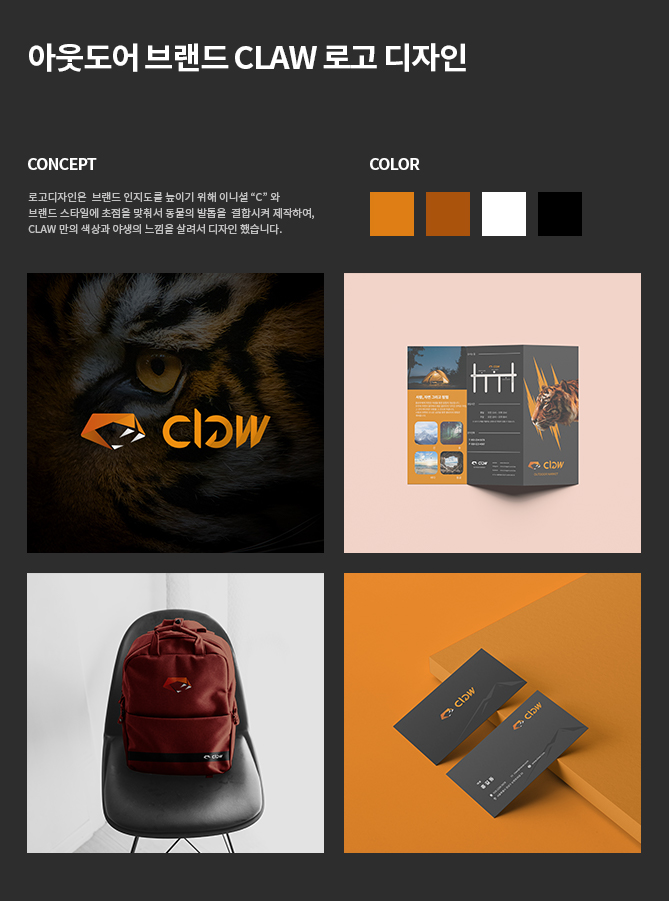 아웃도어 브랜드 CLAW 로고 디자인
CONCEPT
로고디자인은 브랜드 인지도를 높이기 위해 이니셜 “C” 와
브랜드 스타일에 초점을 맞춰서 동물의 발톱을 결합시켜 제작하여,
CLAW 만의 색상과 야생의 느낌을 살려서 디자인 했습니다.
COLOR
claw
claw
claw
claw
claw
claw